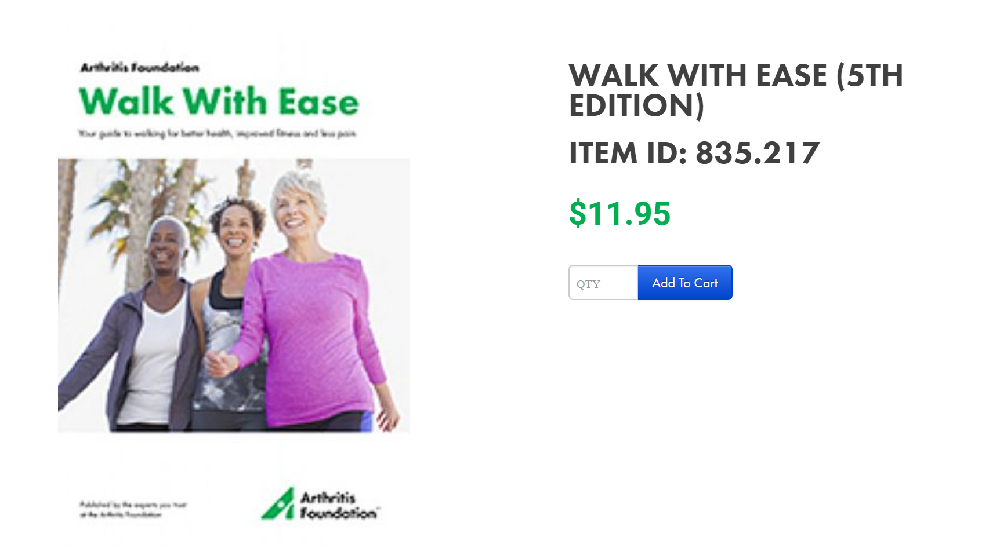 Arthritis Foundation
Walk With Ease
Your guide to walking for better health, improved fitness and less pain
Published by the experts you trust
at the Arthritis Foundation
Arthritis
Foundation™
WALK WITH EASE (5TH
EDITION)
ITEM ID: 835.217
$11.95
QTY
Add To Cart